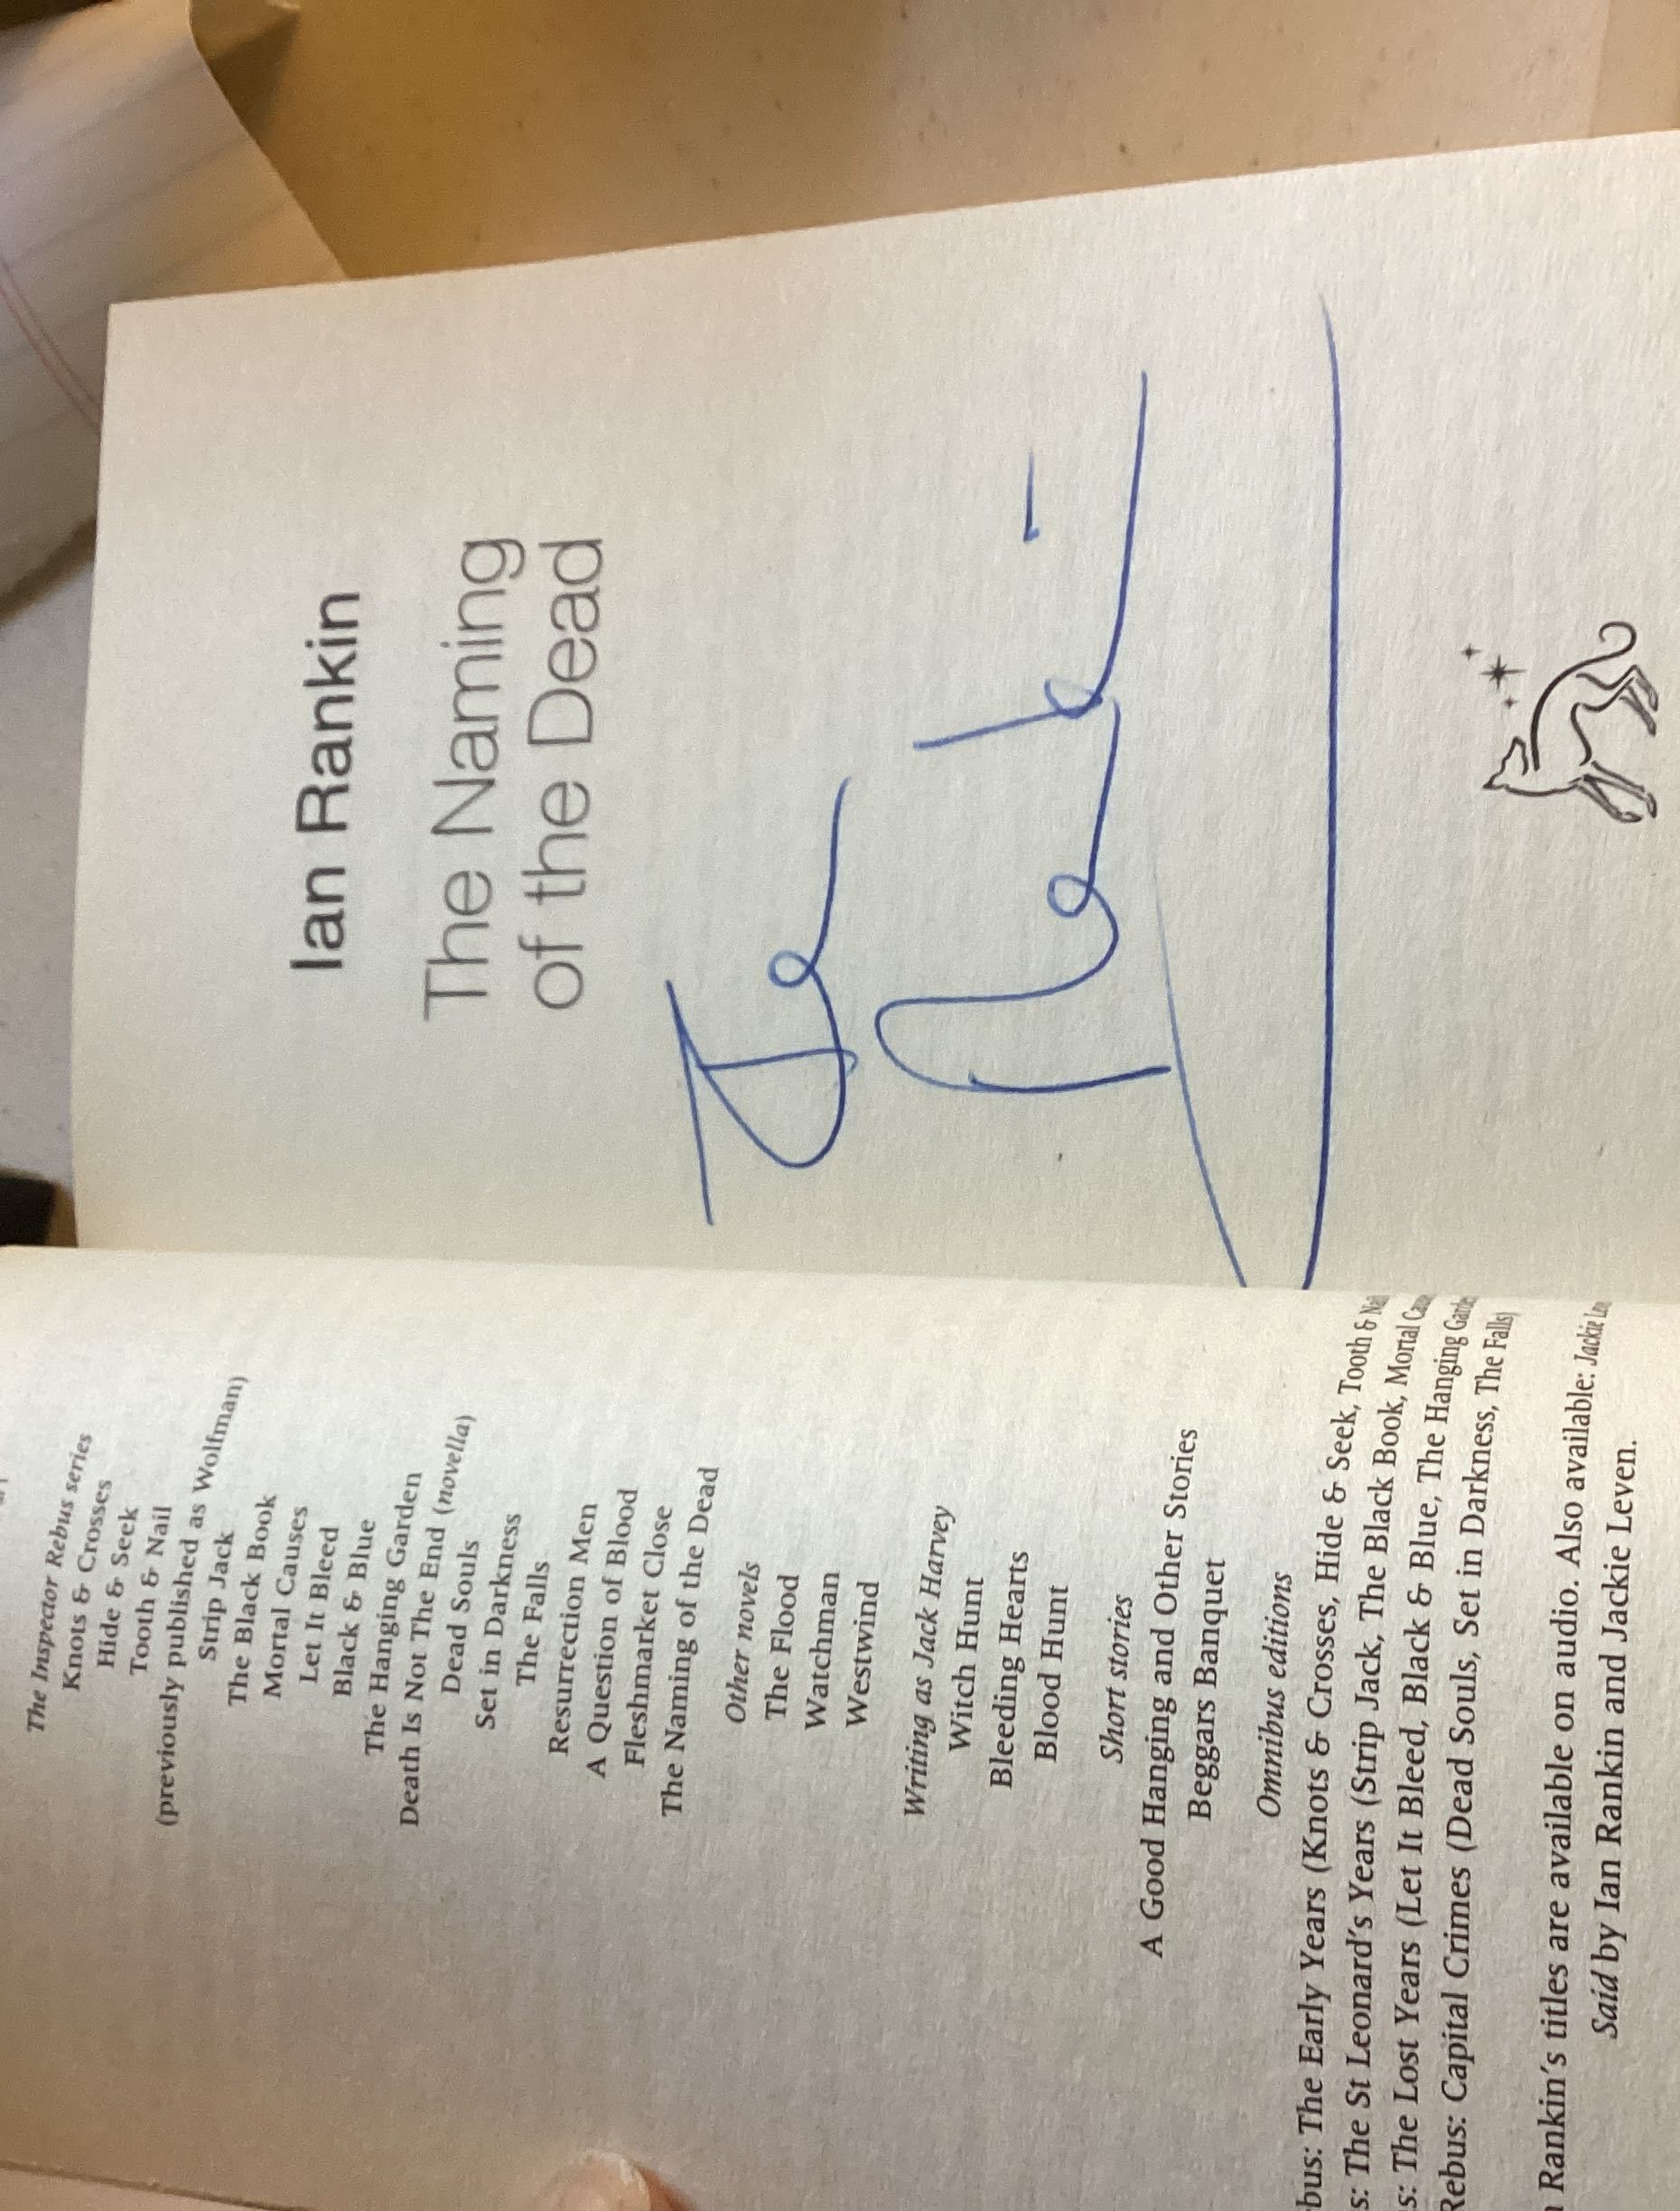 The Inspector Rebus series
Knots & Crosses
Hide & Seek
Tooth & Nail
(previously published as Wolfman)
Strip Jack
The Black Book
Mortal Causes
Let It Bleed
Black & Blue
The Hanging Garden
Death Is Not The End (novella)
Dead Souls
Set in Darkness
The Falls
Resurrection Men
A Question of Blood
Fleshmarket Close
The Naming of the Dead
Other novels
The Flood
Watchman
Westwind
Writing as Jack Harvey
Witch Hunt
Bleeding Hearts
Blood Hunt
Short stories
A Good Hanging and Other Stories
Beggars Banquet
Omnibus editions
bus: The Early Years (Knots & Crosses, Hide & Seek, Tooth & Nail
s: The St Leonard's Years (Strip Jack, The Black Book, Mortal Cause
s: The Lost Years (Let It Bleed, Black & Blue, The Hanging Garde
Rebus: Capital Crimes (Dead Souls, Set in Darkness, The Falls)
Rankin's titles are available on audio. Also available: Jackie
Said by Ian Rankin and Jackie Leven.
Ian Rankin
The Naming
of the Dead